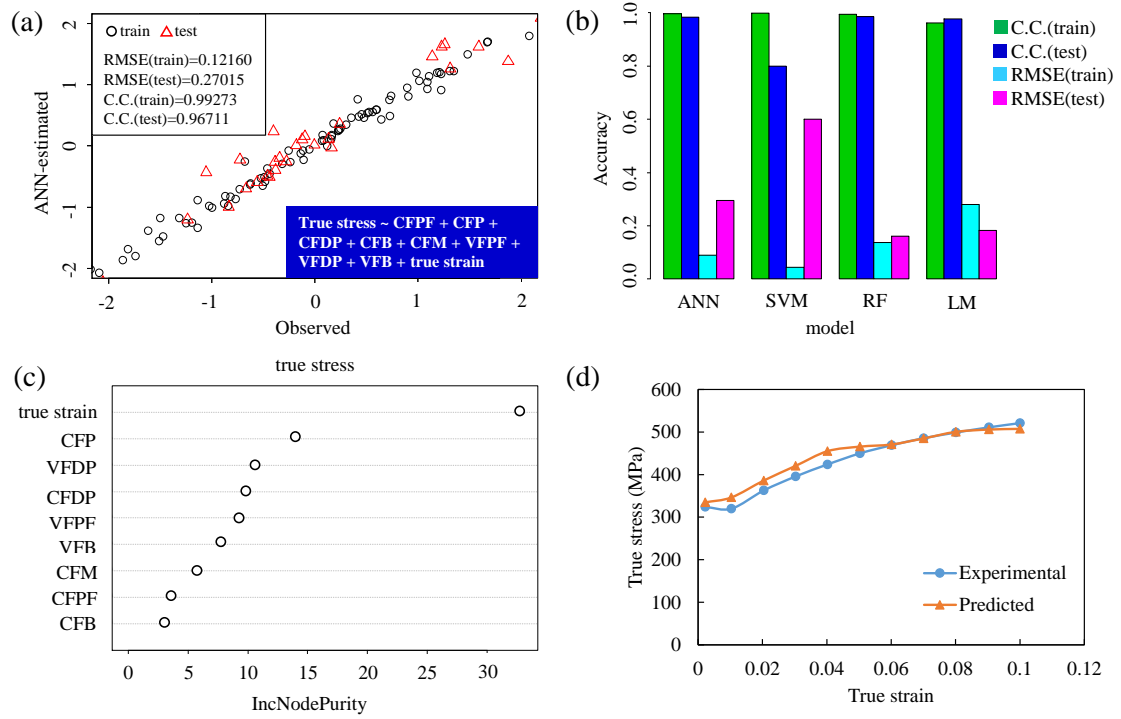 (a)
train test
RMSE(train)=0.12160
RMSE(test)=0.27015
C.C.(train)=0.99273
C.C.(test)=0.96711
True stress ~ CFPF + CFP +
CFDP + CFB + CFM + VFPF +
VFDP + VFB + true strain
ANN-estimated
2
1
0
-1
-2
-2 -1 0 1 2
Observed
(b)
C.C.(train)
C.C.(test)
RMSE(train)
RMSE(test)
Accuracy
1.0
0.8
0.6
0.4
0.2
0.0
ANN SVM RF LM
model
(c)
true stress
true strain
CFP
VFDP
CFDP
VFPF
VFB
CFM
CFPF
CFB
0 5 10 15 20 25 30
IncNodePurity
(d)
True stress (MPa)
600
500
400
300
200
100
0
Experimental
Predicted
0 0.02 0.04 0.06 0.08 0.1 0.12
True strain